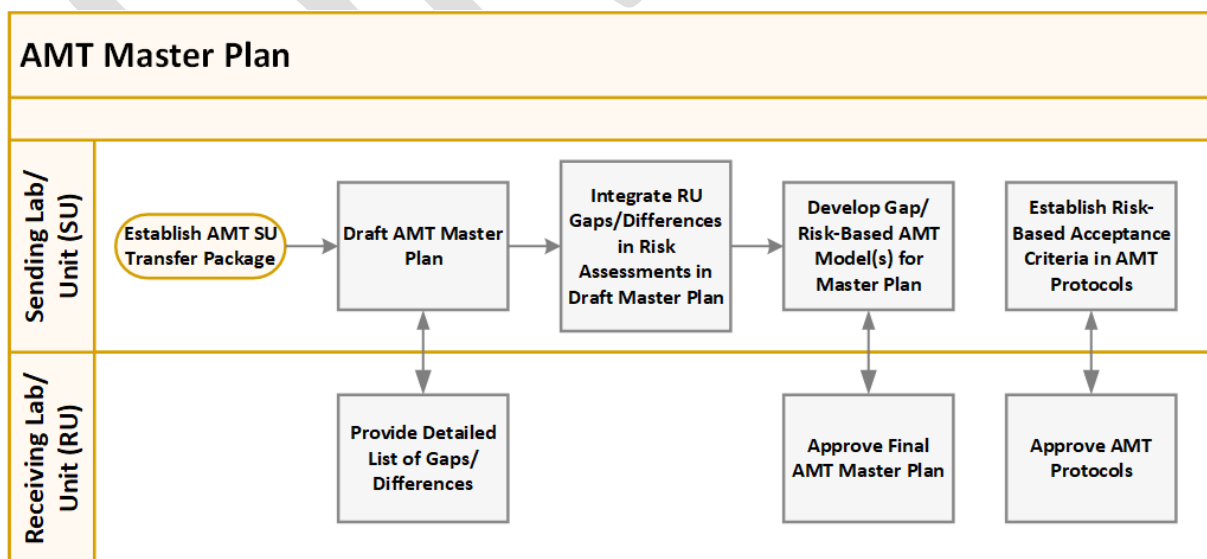 AMT Master Plan
Sending Lab/
Unit (SU)
Establish AMT SU
Transfer Package
Draft AMT Master
Plan
Integrate RU
Gaps/Differences
in Risk
Assessments in
Draft Master Plan
Develop Gap/
Risk-Based AMT
Model(s) for
Master Plan
Establish Risk-
Based Acceptance
Criteria in AMT
Protocols
Receiving Lab/
Unit (RU)
Provide Detailed
List of Gaps/
Differences
Approve Final
AMT Master Plan
Approve AMT
Protocols